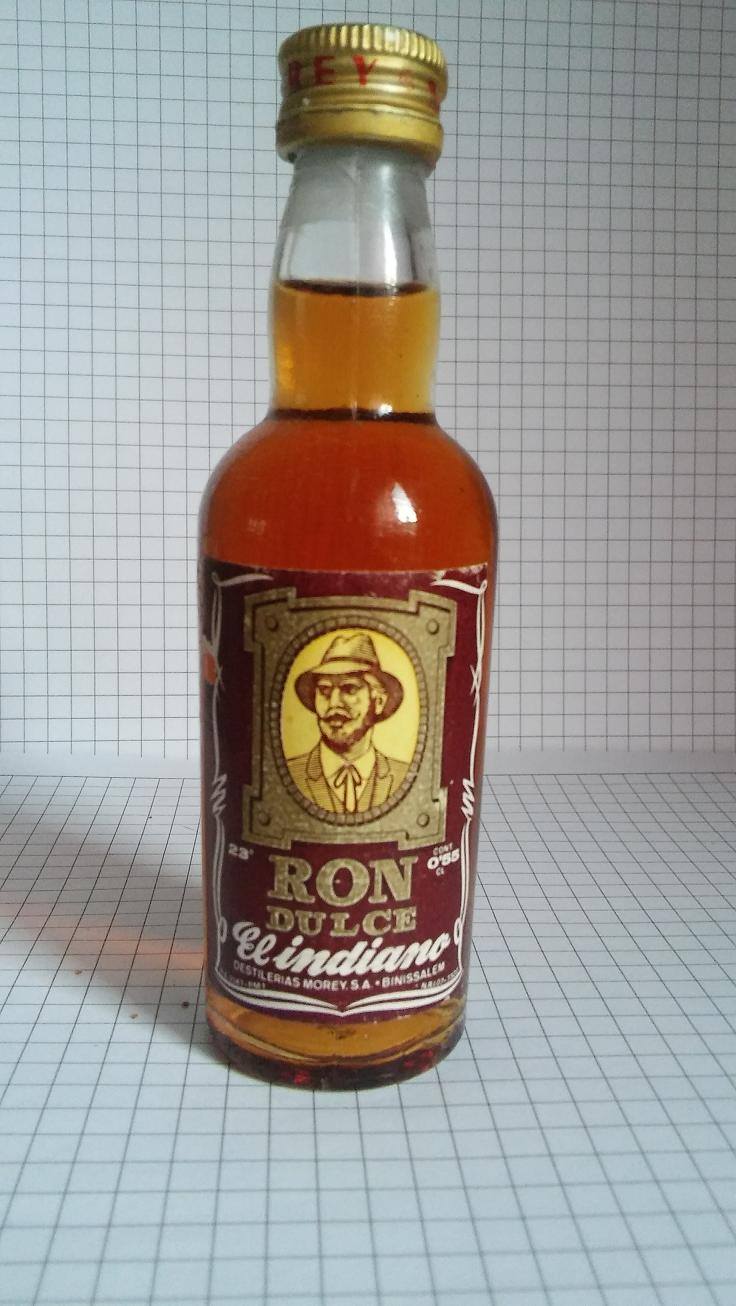 REY
23°
CONT
0'55
CL
RON
DULCE
El indiano
DESTILERIAS MOREY, S.A. • BINISSALEM